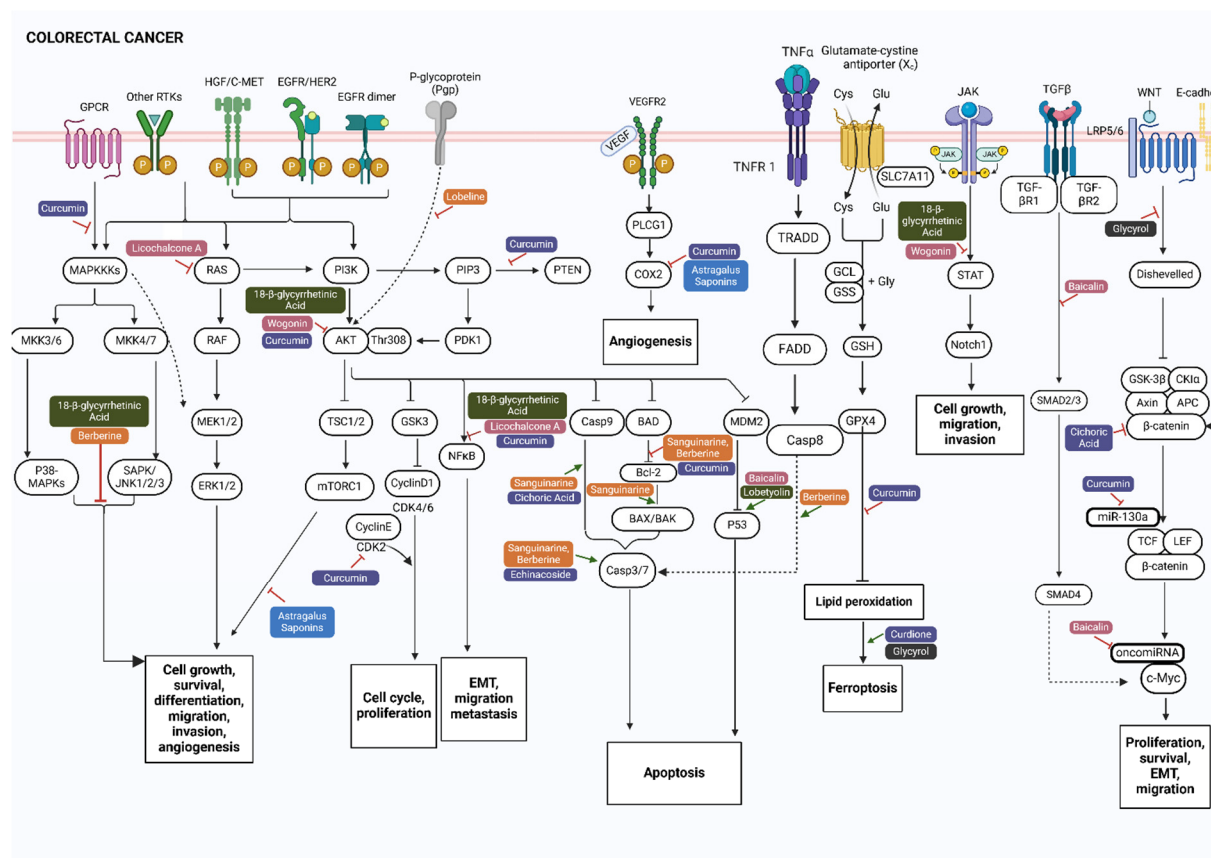 COLORECTAL CANCER
GPCR
Other RTKs
HGF/C-MET
EGFR/HER2
EGFR dimer
P-glycoprotein
(Pgp)
VEGF
VEGFR2
TNFα
TNFR 1
Glutamate-cystine
antiporter (Xc)
Cys
Glu
SLC7A11
Cys
Glu
JAK
JAK
JAK
TGFβ
TGF-
βR1
TGF-
βR2
LRP5/6
WNT
E-cadhe
P
P
P
P
P
P
P
P
P
P
P
P
P
P
Curcumin
Licochalcone A
Lobeline
MAPKKKs
RAS
PI3K
PIP3
Curcumin
PTEN
18-β-glycyrrhetinic
Acid
Wogonin
Curcumin
MKK3/6
MKK4/7
RAF
AKT
Thr308
PDK1
18-β-glycyrrhetinic
Acid
Berberine
MEK1/2
P38-
MAPKs
SAPK/
JNK1/2/3
ERK1/2
TSC1/2
GSK3
mTORC1
CyclinD1
CDK4/6
CyclinE
CDK2
Curcumin
Astragalus
Saponins
NFκB
18-β-glycyrrhetinic
Acid
Licochalcone A
Curcumin
Cell growth,
survival,
differentiation,
migration,
invasion,
angiogenesis
Cell cycle,
proliferation
EMT,
migration
metastasis
PLCG1
COX2
Curcumin
Astragalus
Saponins
Angiogenesis
Casp9
BAD
MDM2
Sanguinarine,
Berberine
Curcumin
Bcl-2
Sanguinarine
Cichoric Acid
Sanguinarine
BAX/BAK
Baicalin
Lobetyolin
P53
Sanguinarine,
Berberine
Echinacoside
Casp3/7
Apoptosis
TRADD
FADD
Casp8
Berberine
GCL
GSS
+ Gly
GSH
GPX4
Curcumin
Lipid peroxidation
Curdione
Glycyrol
Ferroptosis
18-β-
glycyrrhetinic
Acid
Wogonin
STAT
Notch1
Cell growth,
migration,
invasion
Baicalin
SMAD2/3
SMAD4
Glycyrol
Dishevelled
GSK-3β
CKIα
Axin
APC
β-catenin
Cichoric
Acid
Curcumin
miR-130a
TCF
LEF
β-catenin
Baicalin
oncomiRNA
c-Myc
Proliferation,
survival,
EMT,
migration